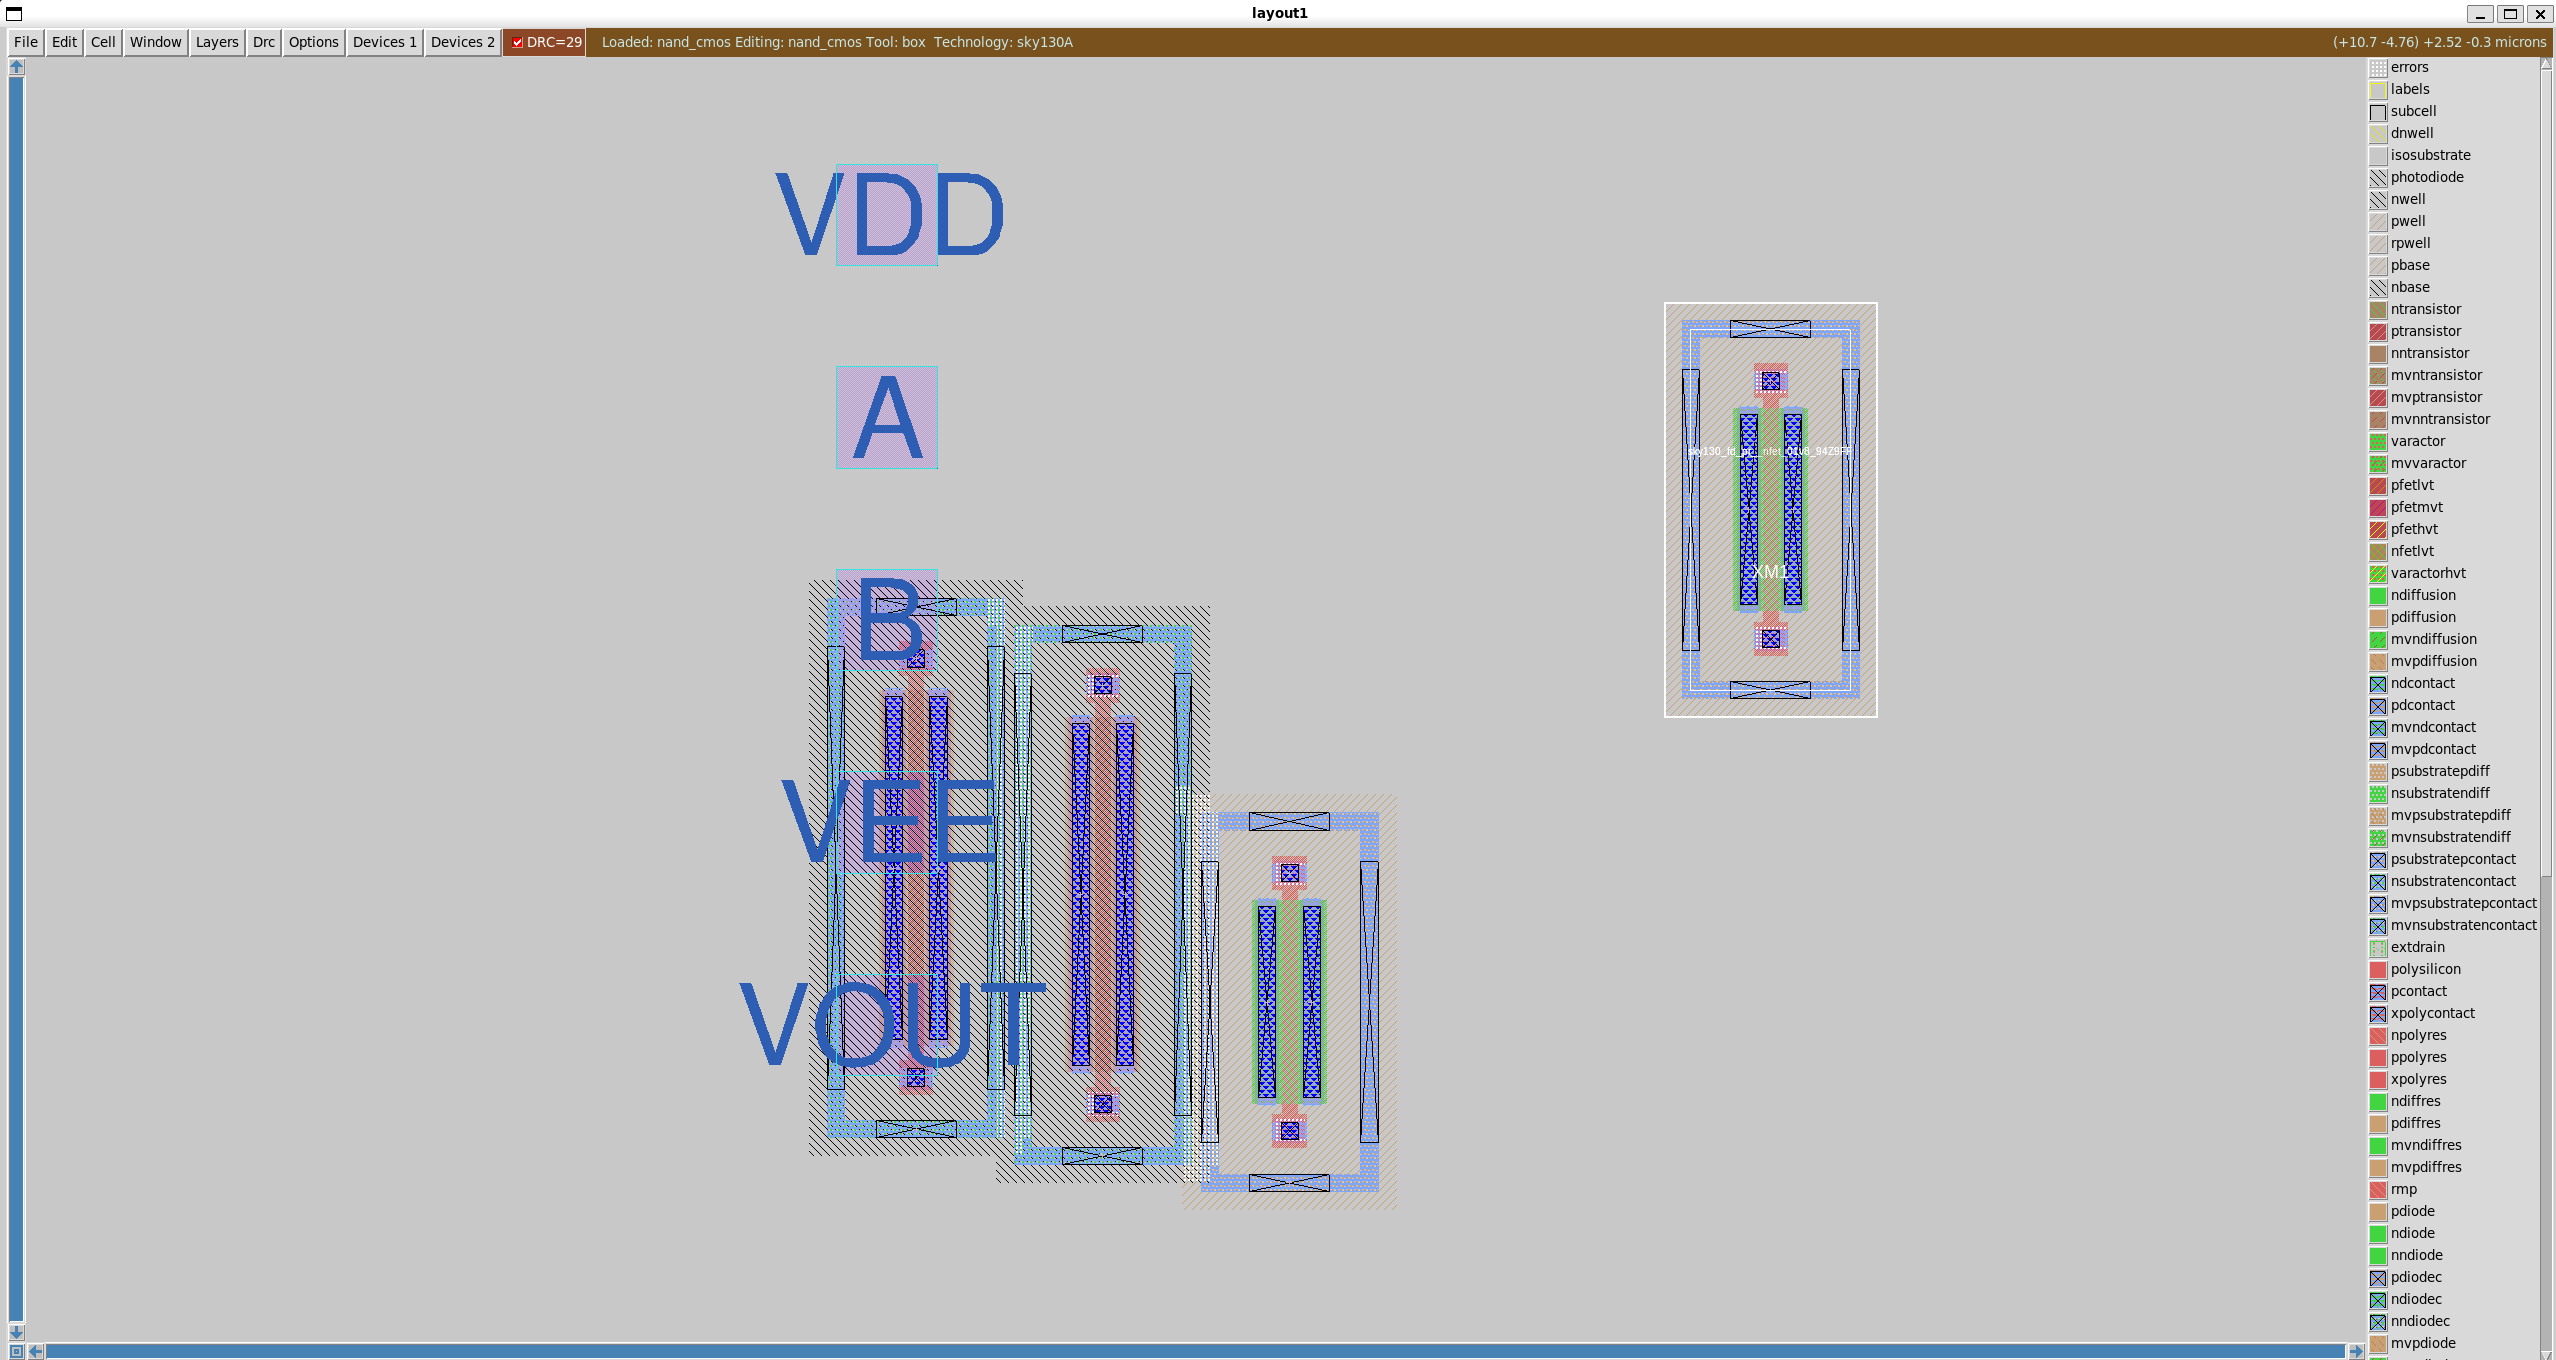 layout1
File Edit Cell Window Layers Drc Options Devices 1 Devices 2 DRC=29 Loaded: nand_cmos Editing: nand_cmos Tool: box Technology: sky130A (+10.7 -4.76) +2.52 -0.3 microns
VDD
A
B
VEE
VOUT
XM1
errors
labels
subcell
dnwell
isosubstrate
photodiode
nwell
pwell
rpwell
pbase
nbase
ntransistor
ptransistor
nntransistor
mvntransistor
mvptransistor
mvnntransistor
varactor
mvvaractor
pfetlvt
pfetmvt
pfethvt
nfetlvt
varactorhvt
ndiffusion
pdiffusion
mvndiffusion
mvpdiffusion
ndcontact
pdcontact
mvndcontact
mvpdcontact
psubstratepdiff
nsubstratendiff
mvpsubstratepdiff
mvnsubstratendiff
psubstratepcontact
nsubstratencontact
mvpsubstratepcontact
mvnsubstratencontact
extdrain
polysilicon
pcontact
xpolycontact
npolyres
ppolyres
xpolyres
ndiffres
pdiffres
mvndiffres
mvpdiffres
rmp
pdiode
ndiode
nndiode
pdiodec
ndiodec
nndiodec
mvpdiode